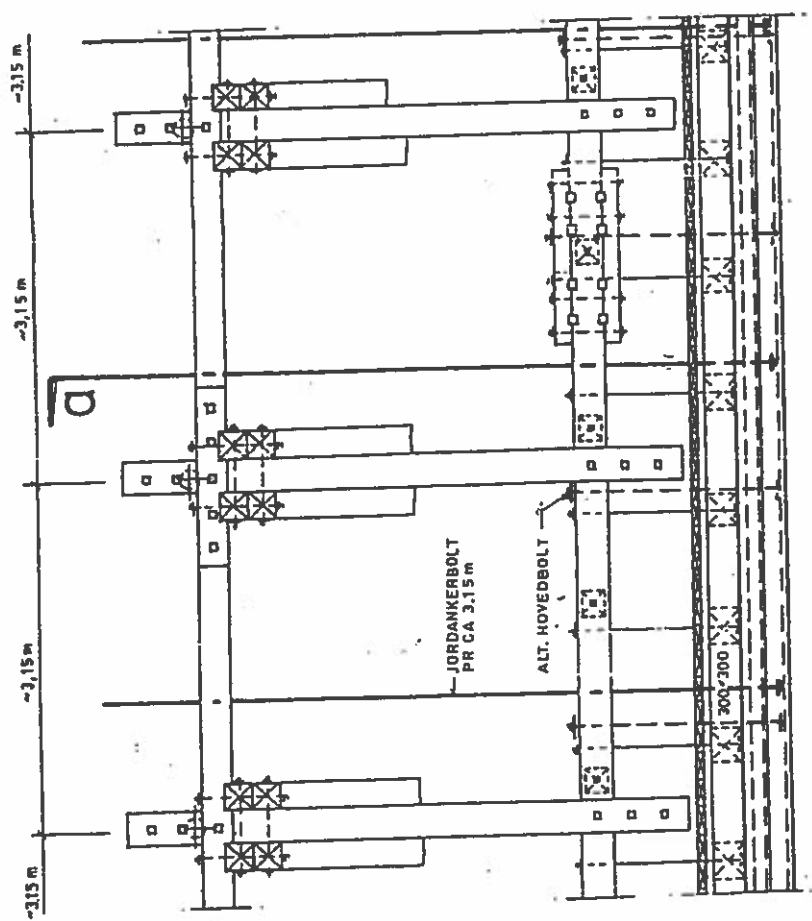 ~3,15 m
~3,15 m
~3,15m
~3,15 m
a
JORDANKERBOLT
PR CA 3.15 m
ALT. HOVEDBOLT
300/300